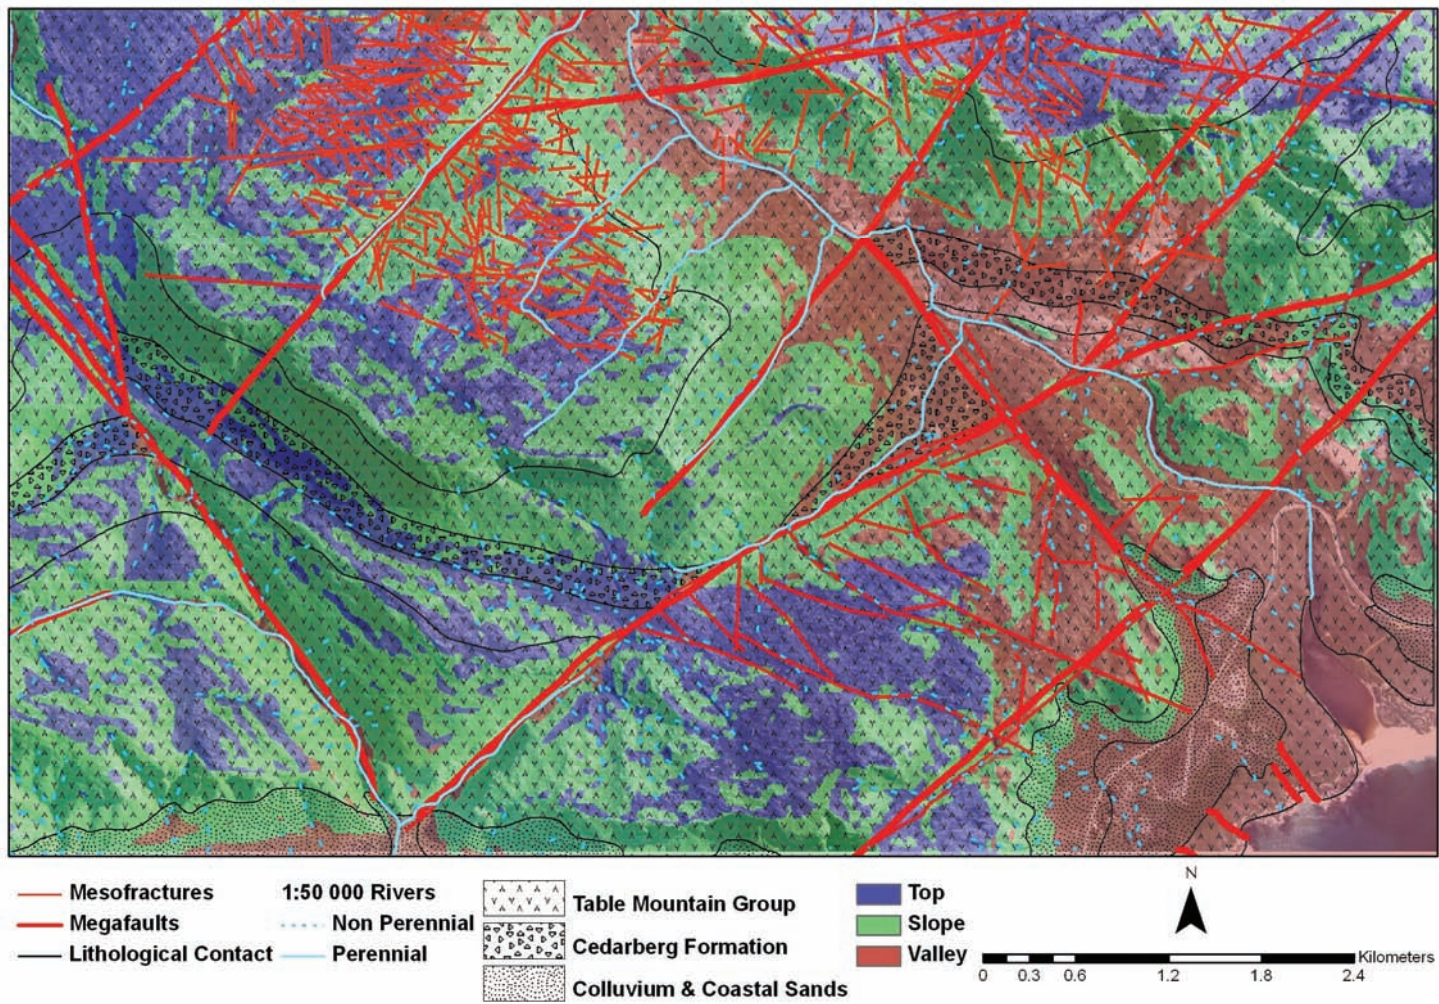 Mesofractures
Megafaults
Lithological Contact
1:50 000 Rivers
Non Perennial
Perennial
Table Mountain Group
Cedarberg Formation
Colluvium & Coastal Sands
Top
Slope
Valley
N
Kilometers
0 0.3 0.6 1.2 1.8 2.4